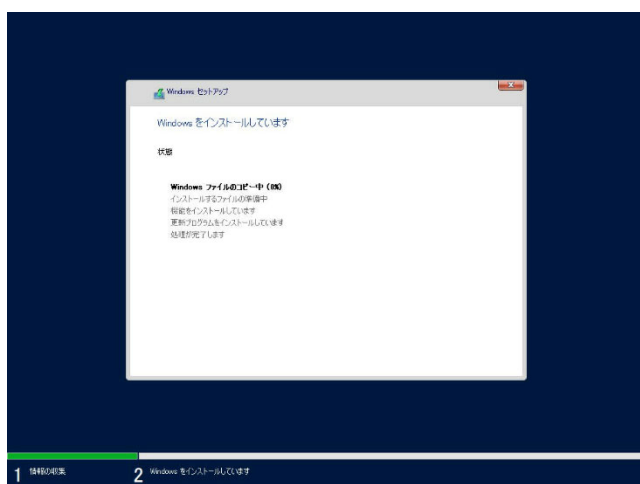 Windows セットアップ
Windows をインストールしています
状態
Windows ファイルのコピー中 (0%)
インストールするファイルの準備中
機能をインストールしています
更新プログラムをインストールしています
処理が完了します
1 情報の収集
2 Windows をインストールしています